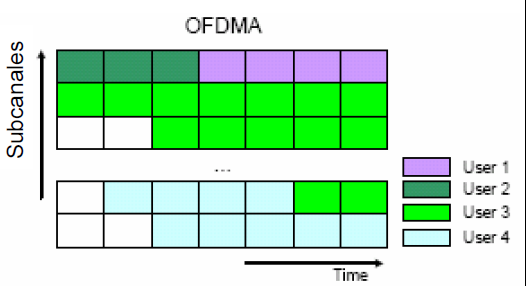 OFDMA
Subcanales
...
User 1
User 2
User 3
User 4
Time